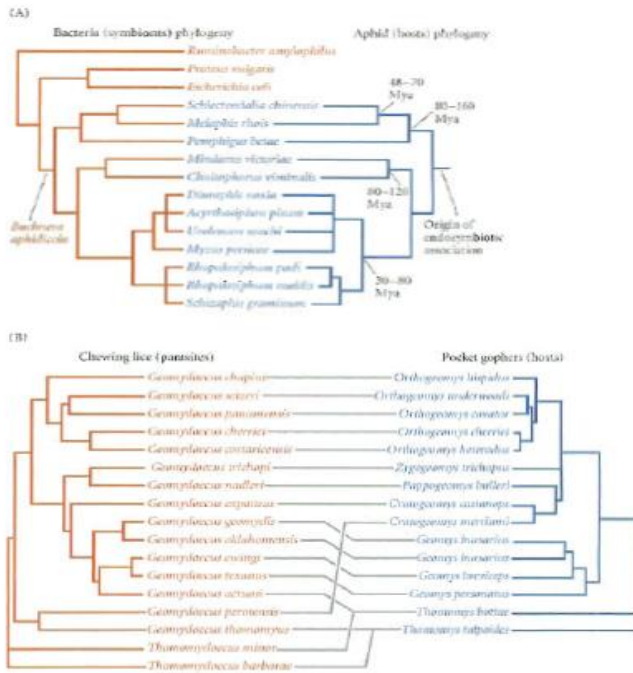 (A)
Bacteria (symbionts) phylogeny
Aphid (hosts) phylogeny
Ruminobacter amylophilus
Proteus vulgaris
Escherichia coli
Schlectendalia chinensis
Melaphis rhois
Pemphigus betae
Mindarus victoriae
Chaitophorus viminalis
Diuraphis noxia
Acyrthosiphon pisum
Uroleucon sonchi
Myzus persicae
Rhopalosiphum padi
Rhopalosiphum maidis
Schizaphis graminum
Buchnera
aphidicola
48–70
Mya
80–160
Mya
80–120
Mya
30–80
Mya
Origin of
endosymbiotic
association
(B)
Chewing lice (parasites)
Pocket gophers (hosts)
Geomydoecus chapini
Geomydoecus setzeri
Geomydoecus panamensis
Geomydoecus cherriei
Geomydoecus costaricensis
Geomydoecus trichopi
Geomydoecus nadleri
Geomydoecus expansus
Geomydoecus geomydis
Geomydoecus oklahomensis
Geomydoecus ewingi
Geomydoecus texanus
Geomydoecus actuosi
Geomydoecus perotensis
Geomydoecus thomomyus
Thomomydoecus minor
Thomomydoecus barbarae
Orthogeomys hispidus
Orthogeomys underwoodi
Orthogeomys cavator
Orthogeomys cherriei
Orthogeomys heterodus
Zygogeomys trichopus
Pappogeomys bulleri
Cratogeomys castanops
Cratogeomys merriami
Geomys bursarius
Geomys bursarius
Geomys breviceps
Geomys personatus
Thomomys bottae
Thomomys talpoides